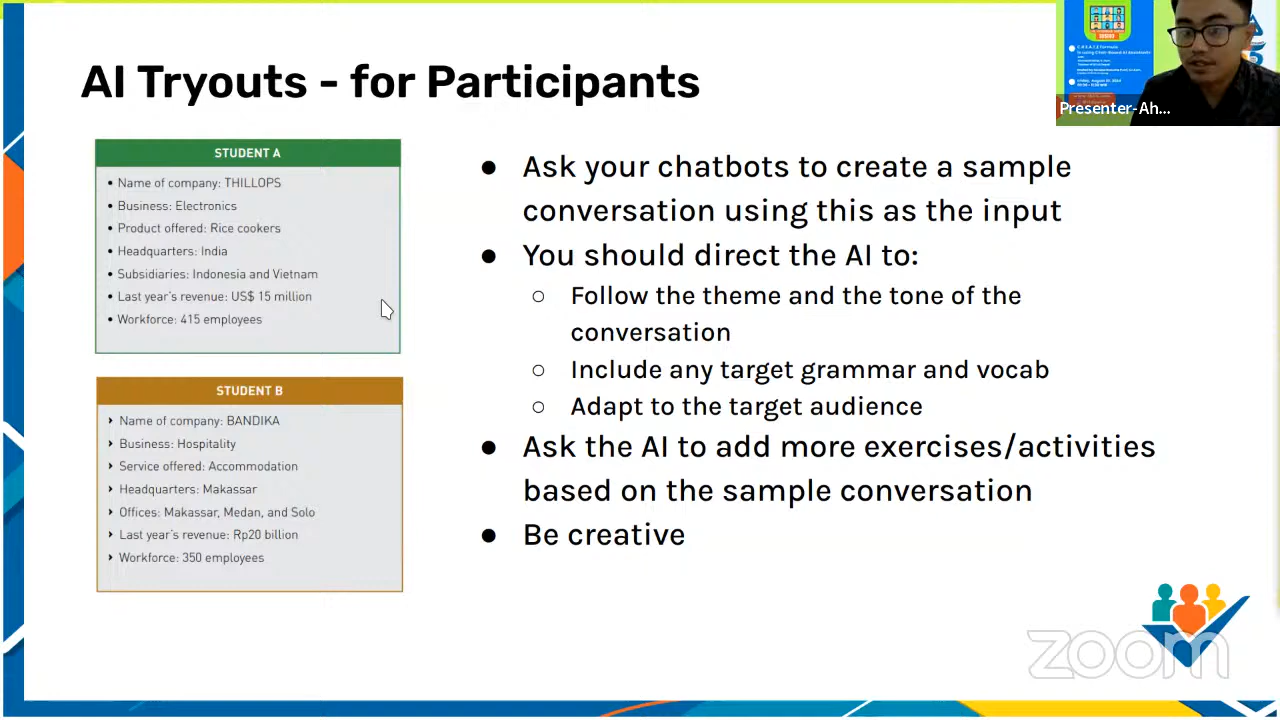 AI Tryouts - for Participants
STUDENT A
• Name of company: THILLOPS
• Business: Electronics
• Product offered: Rice cookers
• Headquarters: India
• Subsidiaries: Indonesia and Vietnam
• Last year's revenue: US$ 15 million
• Workforce: 415 employees
STUDENT B
› Name of company: BANDIKA
› Business: Hospitality
› Service offered: Accommodation
› Headquarters: Makassar
› Offices: Makassar, Medan, and Solo
› Last year's revenue: Rp20 billion
› Workforce: 350 employees
● Ask your chatbots to create a sample
conversation using this as the input
● You should direct the AI to:
○ Follow the theme and the tone of the
conversation
○ Include any target grammar and vocab
○ Adapt to the target audience
● Ask the AI to add more exercises/activities
based on the sample conversation
● Be creative
Presenter-Ah...
zoom